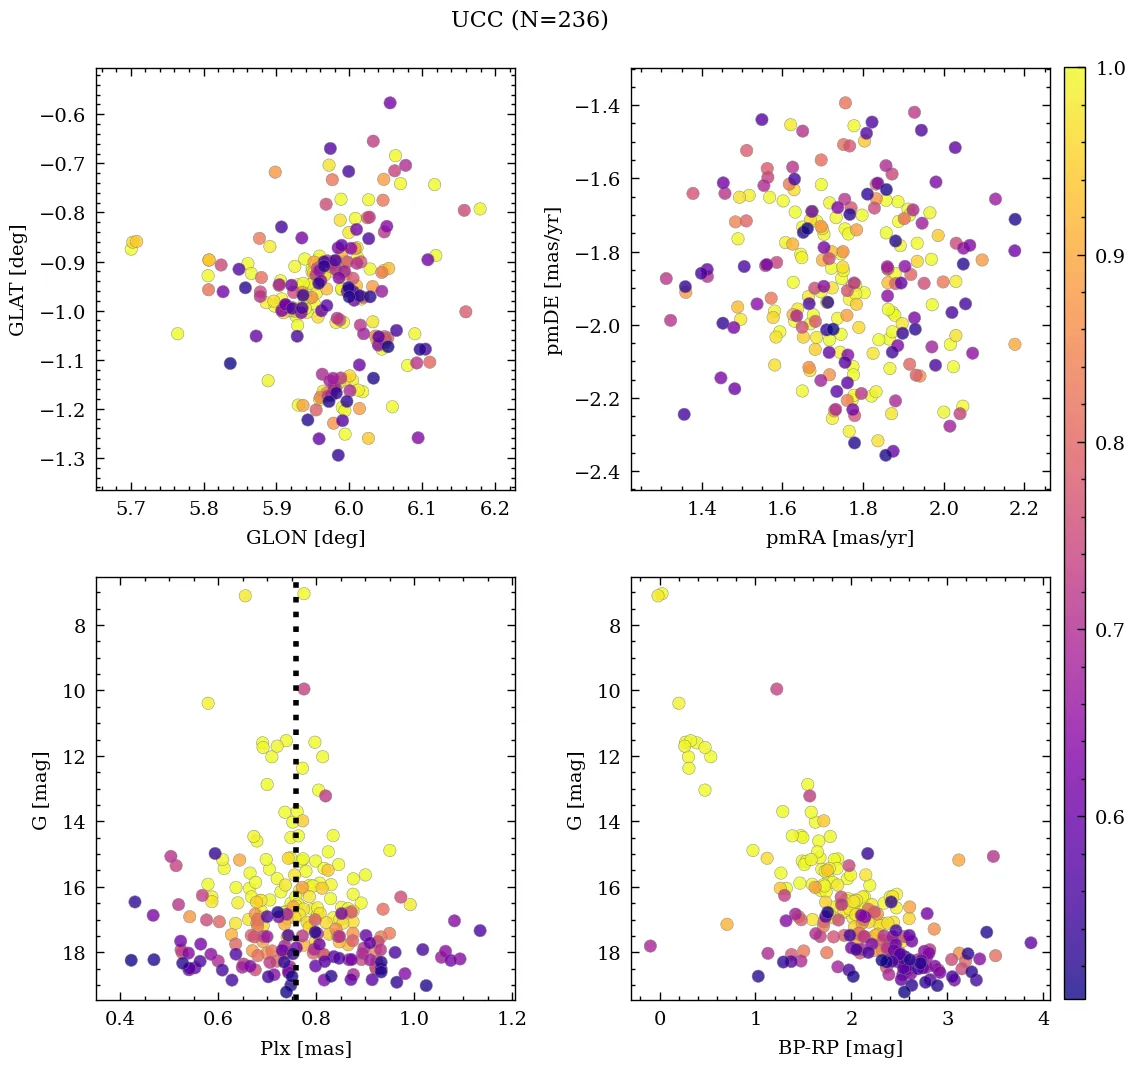 UCC (N=236)
−0.6
−0.7
−0.8
−0.9
−1.0
−1.1
−1.2
−1.3
GLAT [deg]
5.7 5.8 5.9 6.0 6.1 6.2
GLON [deg]
−1.4
−1.6
−1.8
−2.0
−2.2
−2.4
pmDE [mas/yr]
1.4 1.6 1.8 2.0 2.2
pmRA [mas/yr]
8
10
12
14
16
18
G [mag]
0.4 0.6 0.8 1.0 1.2
Plx [mas]
8
10
12
14
16
18
G [mag]
0 1 2 3 4
BP-RP [mag]
1.0
0.9
0.8
0.7
0.6